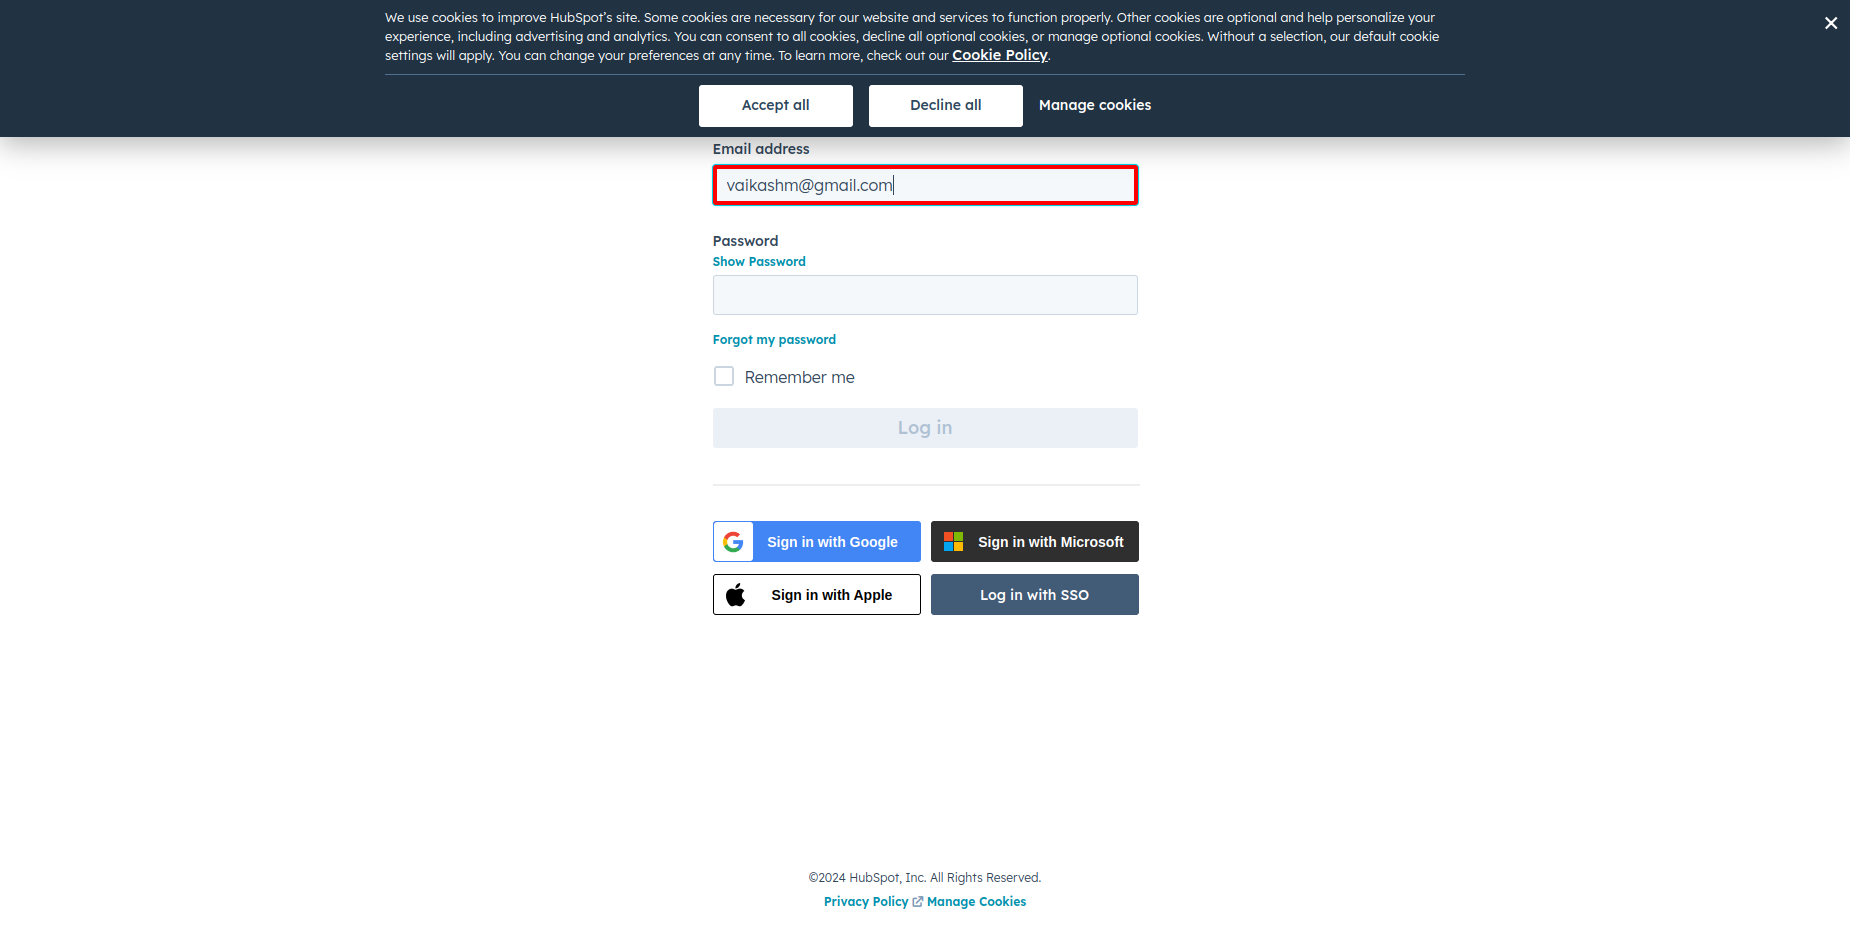 We use cookies to improve HubSpot's site. Some cookies are necessary for our website and services to function properly. Other cookies are optional and help personalize your
experience, including advertising and analytics. You can consent to all cookies, decline all optional cookies, or manage optional cookies. Without a selection, our default cookie
settings will apply. You can change your preferences at any time. To learn more, check out our Cookie Policy.
Accept all Decline all Manage cookies
Email address
vaikashm@gmail.com
Password
Show Password
Forgot my password
Remember me
Log in
Sign in with Google Sign in with Microsoft
Sign in with Apple Log in with SSO
©2024 HubSpot, Inc. All Rights Reserved.
Privacy Policy Manage Cookies